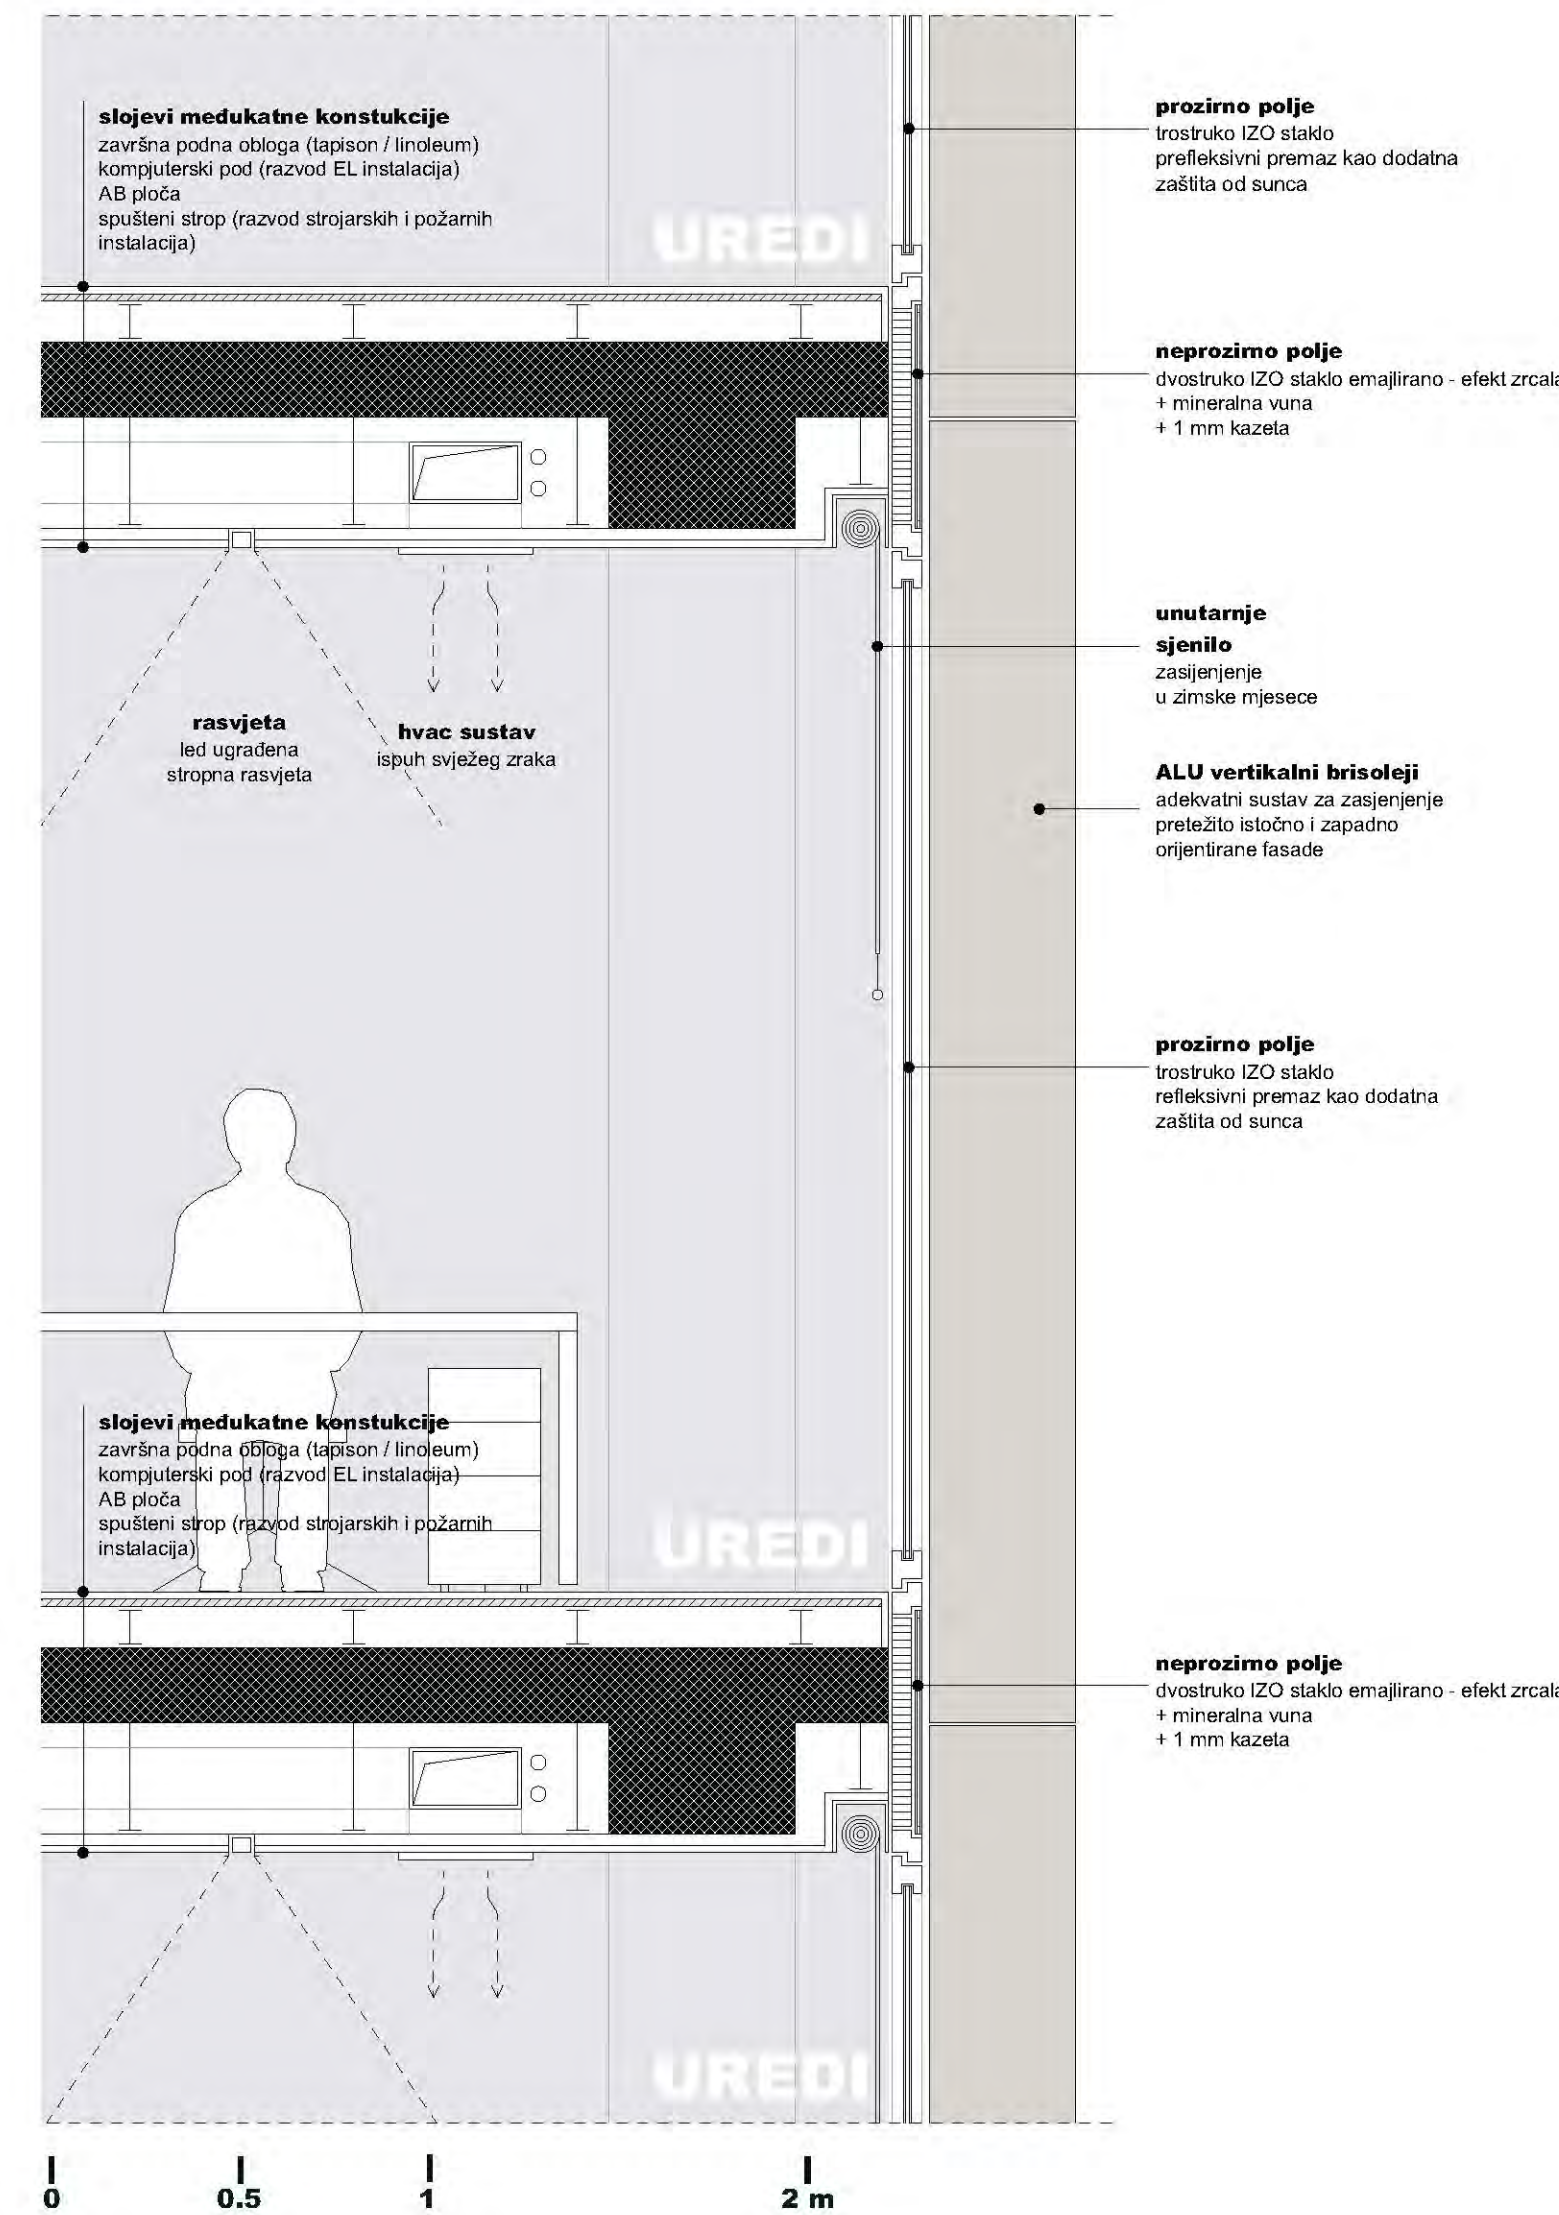 slojevi međukatne konstukcije
završna podna obloga (tapison / linoleum)
kompjuterski pod (razvod EL instalacija)
AB ploča
spušteni strop (razvod strojarskih i požarnih
instalacija)
UREDI
prozirno polje
trostruko IZO staklo
prefleksivni premaz kao dodatna
zaštita od sunca
neprozirno polje
dvostruko IZO staklo emajlirano - efekt zrcala
+ mineralna vuna
+ 1 mm kazeta
unutarnje
sjenilo
zasijenjenje
u zimske mjesece
rasvjeta
led ugrađena
stropna rasvjeta
hvac sustav
ispuh svježeg zraka
ALU vertikalni brisoleji
adekvatni sustav za zasjenjenje
pretežito istočno i zapadno
orijentirane fasade
prozirno polje
trostruko IZO staklo
refleksivni premaz kao dodatna
zaštita od sunca
slojevi međukatne konstukcije
završna podna obloga (tapison / linoleum)
kompjuterski pod (razvod EL instalacija)
AB ploča
spušteni strop (razvod strojarskih i požarnih
instalacija)
UREDI
neprozirno polje
dvostruko IZO staklo emajlirano - efekt zrcala
+ mineralna vuna
+ 1 mm kazeta
UREDI
0 0.5 1 2 m